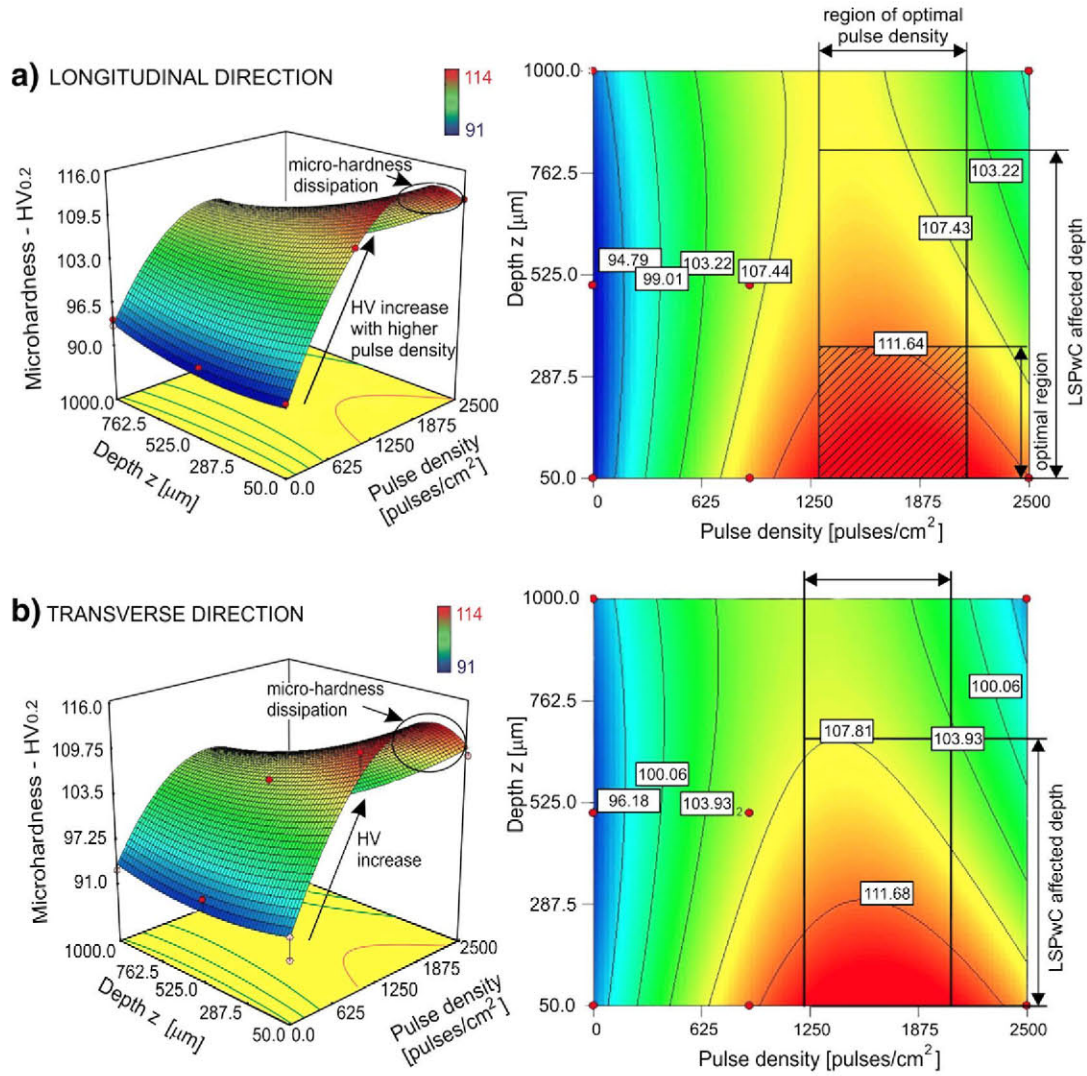 a) LONGITUDINAL DIRECTION
114
91
Microhardness - HV0.2
116.0
109.5
103.0
96.5
90.0
micro-hardness
dissipation
HV increase
with higher
pulse density
1000.0
762.5
525.0
287.5
50.0
Depth z [µm]
0.0
625
1250
1875
2500
Pulse density
[pulses/cm²]
region of optimal
pulse density
Depth z [µm]
1000.0
762.5
525.0
287.5
50.0
94.79
99.01
103.22
107.44
111.64
107.43
103.22
optimal region
LSPwC affected depth
0
625
1250
1875
2500
Pulse density [pulses/cm²]
b) TRANSVERSE DIRECTION
114
91
Microhardness - HV0.2
116.0
109.75
103.5
97.25
91.0
micro-hardness
dissipation
HV
increase
1000.0
762.5
525.0
287.5
50.0
Depth z [µm]
0.0
625
1250
1875
2500
Pulse density
[pulses/cm²]
Depth z [µm]
1000.0
762.5
525.0
287.5
50.0
96.18
100.06
103.93
2
107.81
111.68
103.93
100.06
LSPwC affected depth
0
625
1250
1875
2500
Pulse density [pulses/cm²]